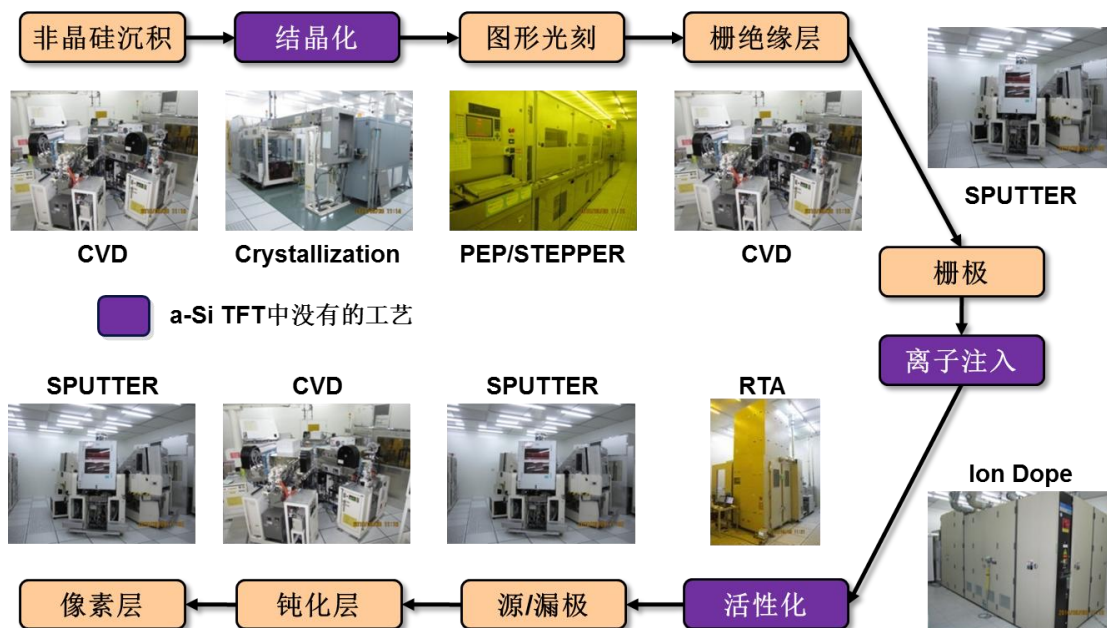 非晶硅沉积
结晶化
图形光刻
栅绝缘层
CVD
Crystallization
PEP/STEPPER
CVD
SPUTTER
栅极
a-Si TFT中没有的工艺
离子注入
SPUTTER
CVD
SPUTTER
RTA
Ion Dope
像素层
钝化层
源/漏极
活性化